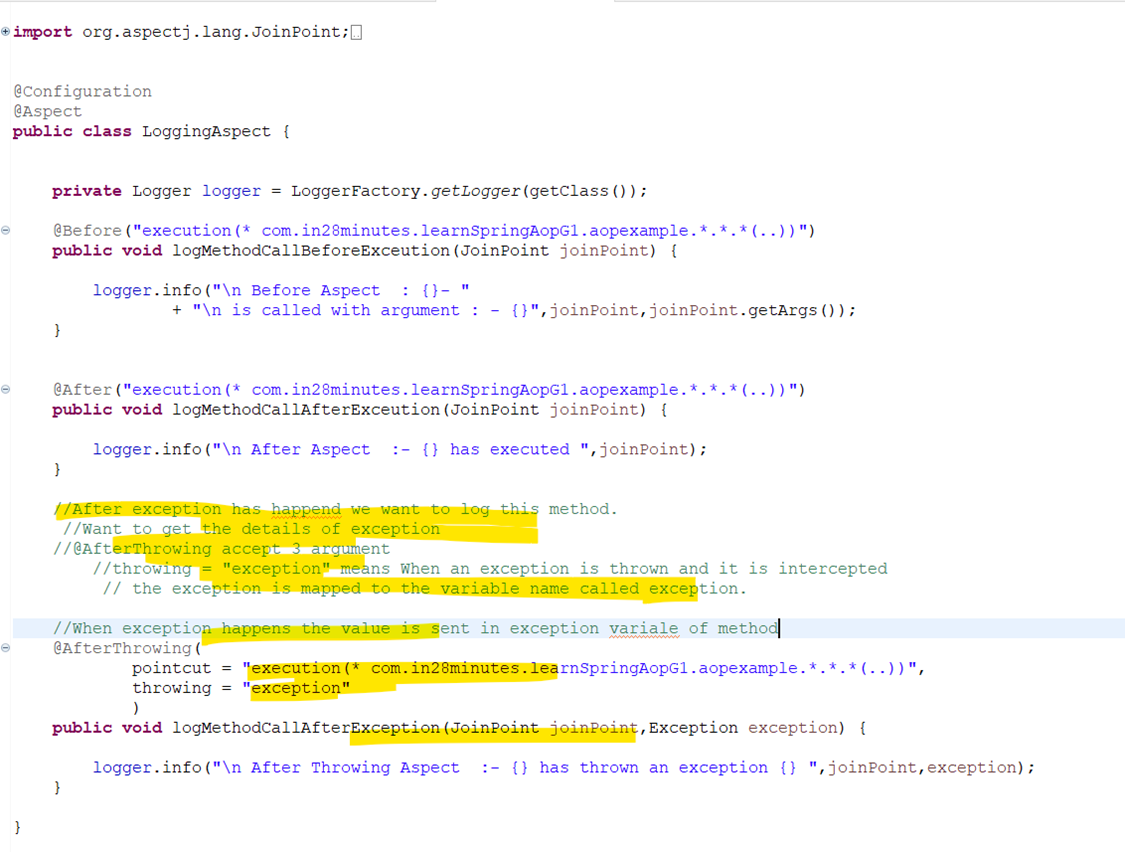 import org.aspectj.lang.JoinPoint;
@Configuration
@Aspect
public class LoggingAspect {
private Logger logger = LoggerFactory.getLogger(getClass());
@Before("execution(* com.in28minutes.learnSpringAopG1.aopexample.*.*.*(..))")
public void logMethodCallBeforeExceution(JoinPoint joinPoint) {
logger.info("\n Before Aspect  : {}- "
+ "\n is called with argument : - {}",joinPoint,joinPoint.getArgs());
}
@After("execution(* com.in28minutes.learnSpringAopG1.aopexample.*.*.*(..))")
public void logMethodCallAfterExceution(JoinPoint joinPoint) {
logger.info("\n After Aspect  :- {} has executed ",joinPoint);
}
//After exception has happend we want to log this method.
//Want to get the details of exception
//@AfterThrowing accept 3 argument
//throwing = "exception" means When an exception is thrown and it is intercepted
// the exception is mapped to the variable name called exception.
//When exception happens the value is sent in exception variale of method
@AfterThrowing(
pointcut = "execution(* com.in28minutes.learnSpringAopG1.aopexample.*.*.*(..))",
throwing = "exception"
)
public void logMethodCallAfterException(JoinPoint joinPoint,Exception exception) {
logger.info("\n After Throwing Aspect  :- {} has thrown an exception {} ",joinPoint,exception);
}
}